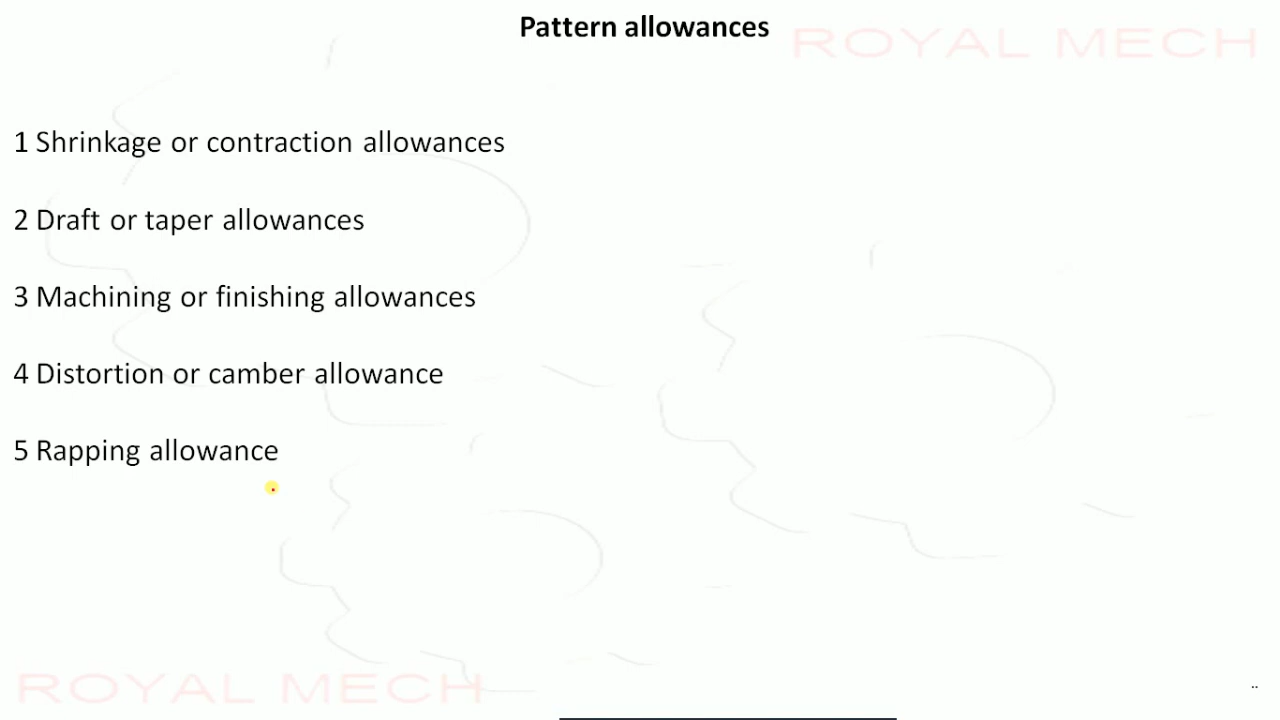 Pattern allowances
ROYAL MECH
1 Shrinkage or contraction allowances
2 Draft or taper allowances
3 Machining or finishing allowances
4 Distortion or camber allowance
5 Rapping allowance
ROYAL MECH
..